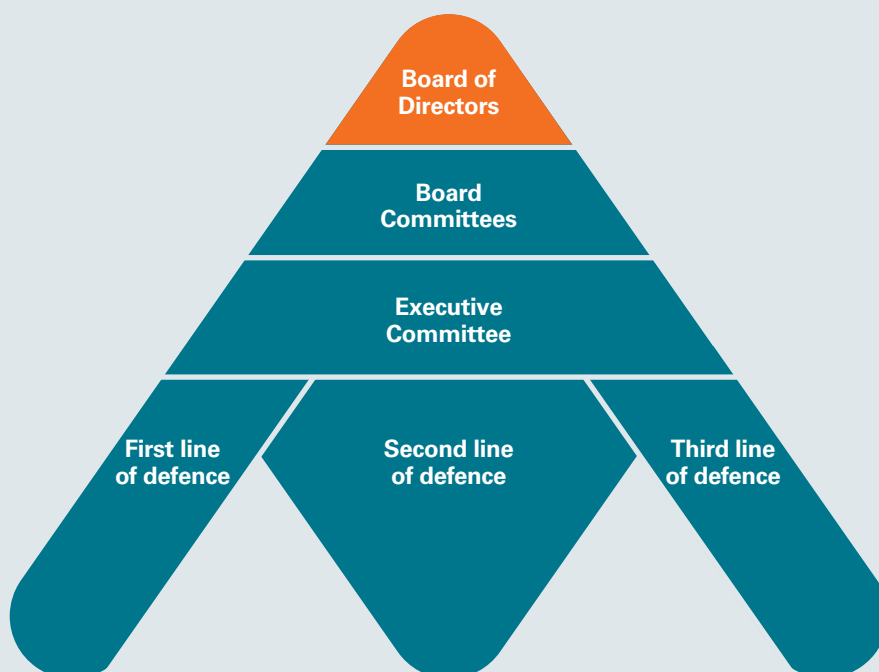 Board of
Directors
Board
Committees
Executive
Committee
First line
of defence
Second line
of defence
Third line
of defence